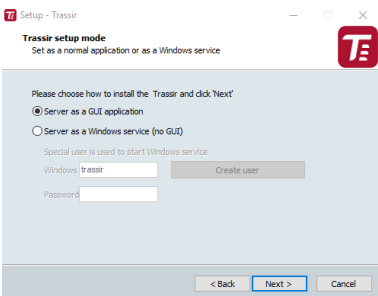 Setup - Trassir
Trassir setup mode
Set as a normal application or as a Windows service
Please choose how to install the Trassir and click 'Next'
Server as a GUI application
Server as a Windows service (no GUI)
Special user is used to start Windows service
Windows trassir Create user
Password
< Back Next > Cancel